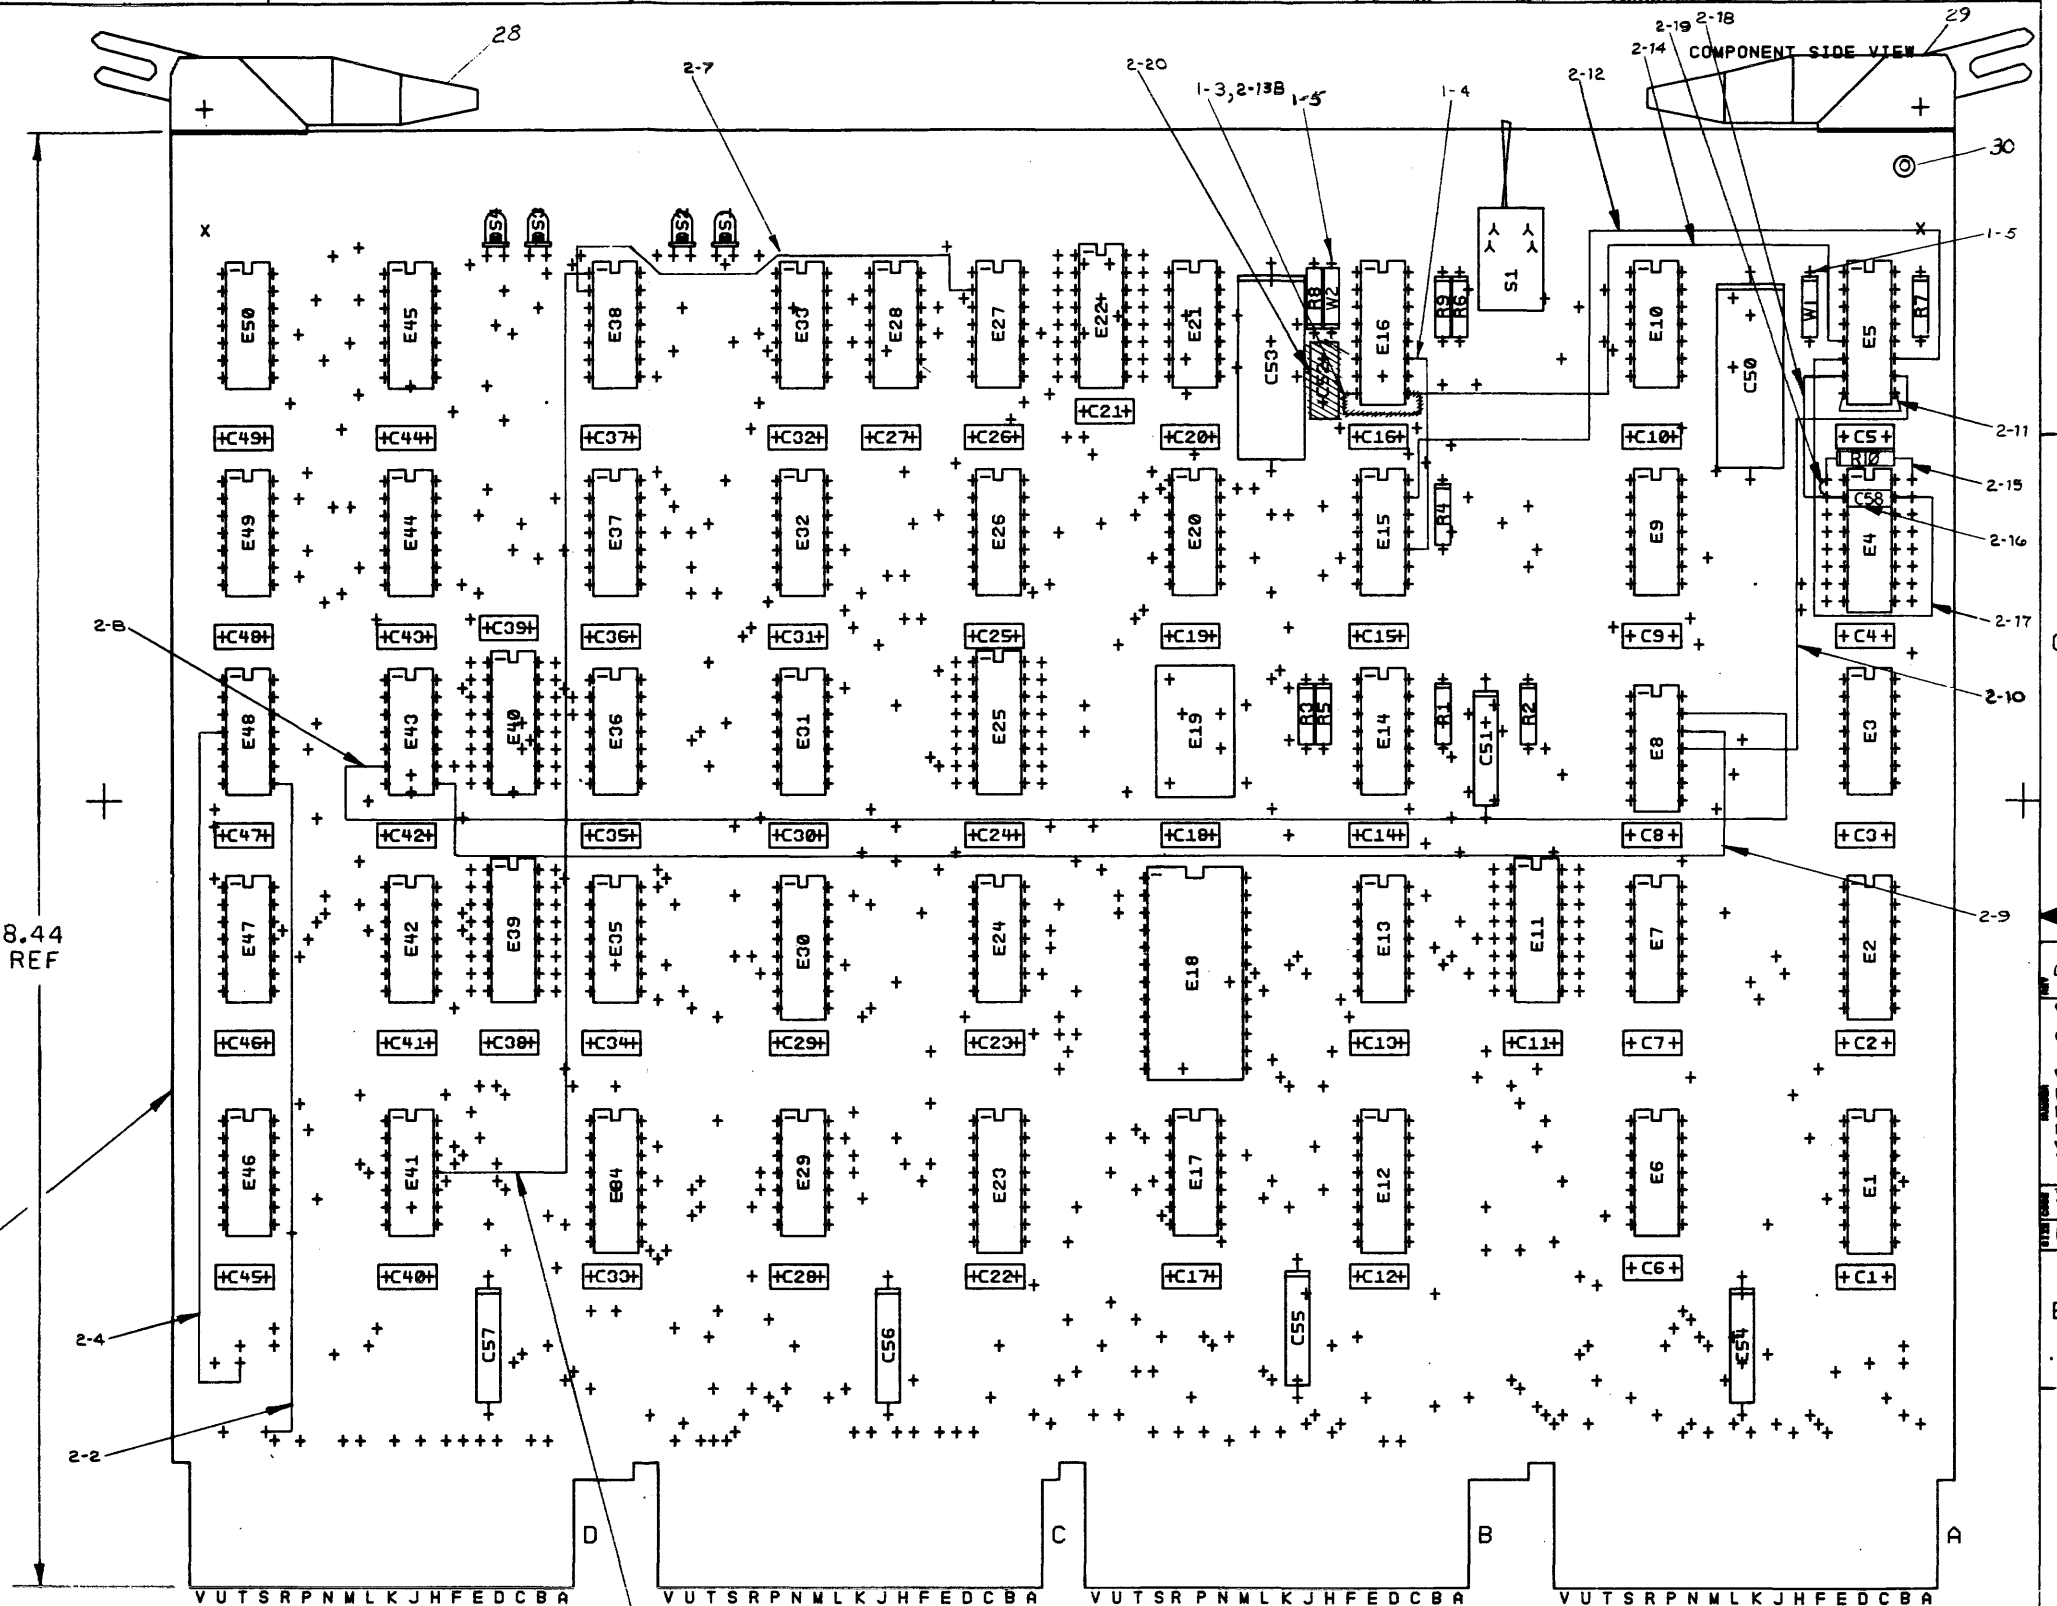 28
2-7
2-20
1-3, 2-13B
1-5
1-4
2-12
2-14
2-19
2-18
29
COMPONENT SIDE VIEW
30
X
DS4
DS3
DS2
DS1
S1
X
1-5
E50
E45
E38
E33
E28
E27
E22
E21
C53
R8
W2
E16
R9
R6
E10
C50
W1
E5
R7
C52
C21
2-11
C49
C44
C37
C32
C27
C26
C20
C16
C10
C5
R10
2-15
C58
E49
E44
E37
E32
E26
E20
E15
R4
E9
E4
2-16
2-17
2-8
C48
C43
C39
C36
C31
C25
C19
C15
C9
C4
2-10
E48
E43
E40
E36
E31
E25
E19
R3
R5
E14
R1
C51
R2
E8
E3
C47
C42
C35
C30
C24
C18
C14
C8
C3
2-9
8.44
REF
E47
E42
E39
E35
E30
E24
E18
E13
E11
E7
E2
C46
C41
C38
C34
C29
C23
C13
C11
C7
C2
E46
E41
E84
E29
E23
E17
E12
E6
E1
C45
C40
C33
C28
C22
C17
C12
C6
C1
2-4
C57
C56
C55
C54
2-2
D
C
B
A
V U T S R P N M L K J H F E D C B A
V U T S R P N M L K J H F E D C B A
V U T S R P N M L K J H F E D C B A
V U T S R P N M L K J H F E D C B A